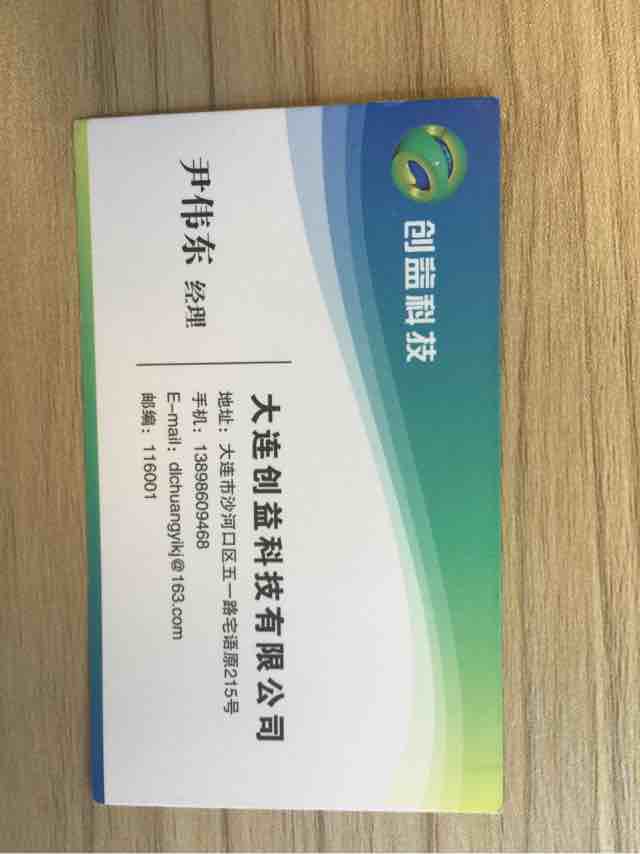 创益科技
尹伟东 经理
大连创益科技有限公司
地址：大连市沙河口区五一路宅语原215号
手机：13898609468
E-mail：dlchuangyikj@163.com
邮编：116001